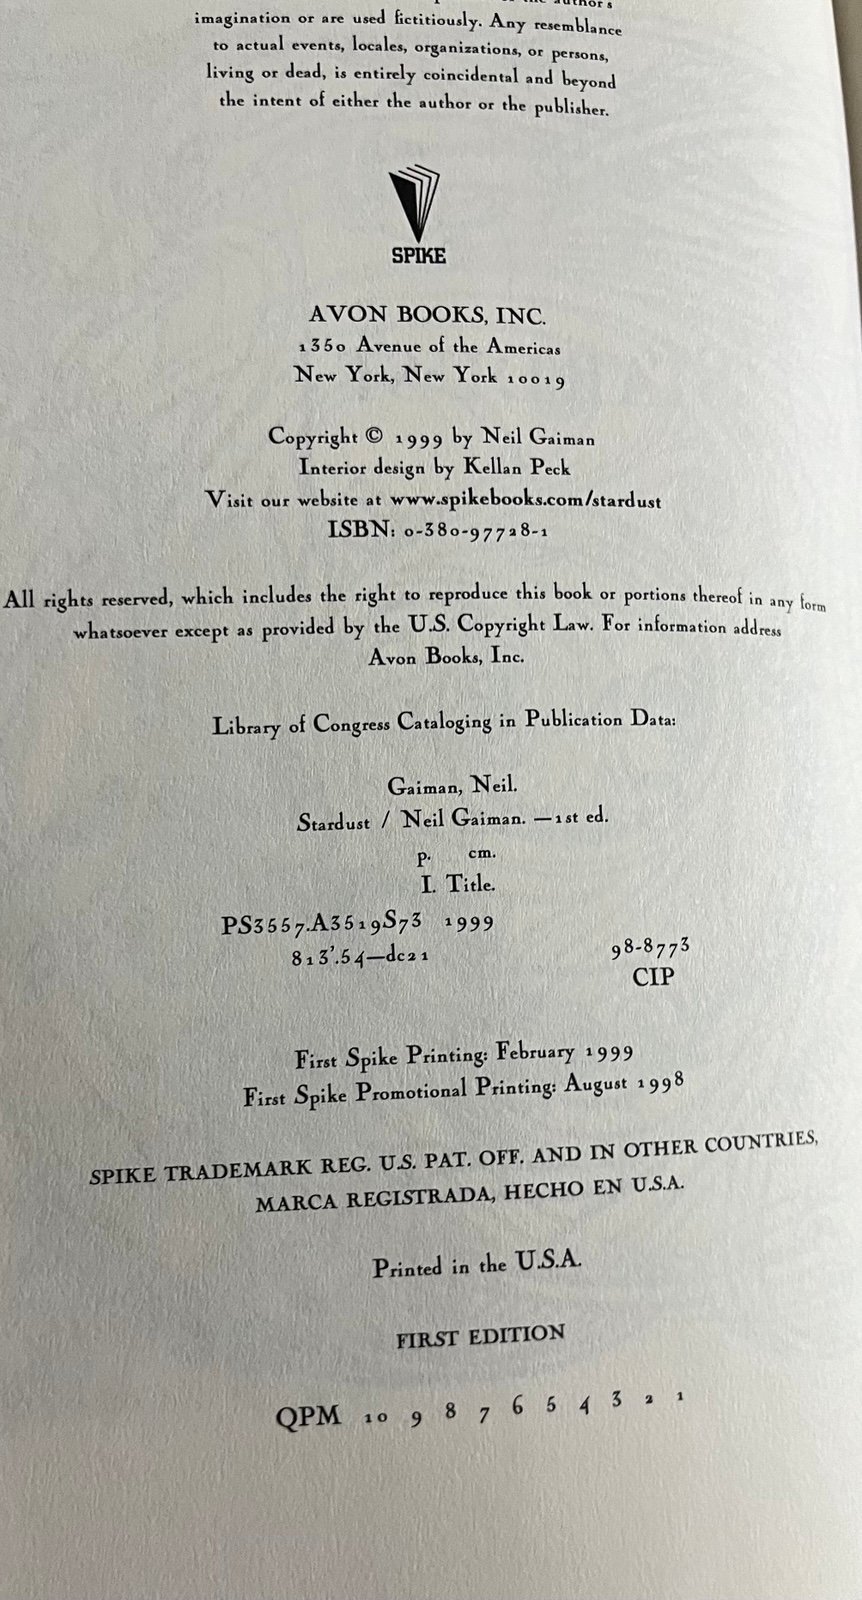 author's
imagination or are used fictitiously. Any resemblance
to actual events, locales, organizations, or persons,
living or dead, is entirely coincidental and beyond
the intent of either the author or the publisher.
SPIKE
AVON BOOKS, INC.
1350 Avenue of the Americas
New York, New York 10019
Copyright © 1999 by Neil Gaiman
Interior design by Kellan Peck
Visit our website at www.spikebooks.com/stardust
ISBN: 0-380-97728-1
All rights reserved, which includes the right to reproduce this book or portions thereof in any form
whatsoever except as provided by the U.S. Copyright Law. For information address
Avon Books, Inc.
Library of Congress Cataloging in Publication Data:
Gaiman, Neil.
Stardust / Neil Gaiman. —1st ed.
p. cm.
I. Title.
PS3557.A3519S73 1999
813'.54—dc21 98-8773
CIP
First Spike Printing: February 1999
First Spike Promotional Printing: August 1998
SPIKE TRADEMARK REG. U.S. PAT. OFF. AND IN OTHER COUNTRIES,
MARCA REGISTRADA, HECHO EN U.S.A.
Printed in the U.S.A.
FIRST EDITION
QPM 10 9 8 7 6 5 4 3 2 1